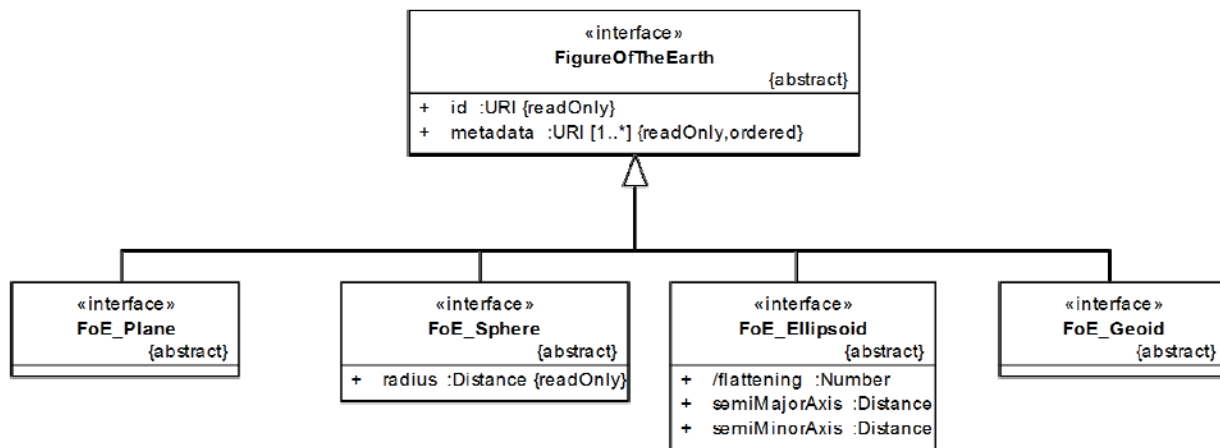 «interface»
FigureOfTheEarth
{abstract}
+ id :URI {readOnly}
+ metadata :URI [1..*] {readOnly,ordered}
«interface»
FoE_Plane
{abstract}
«interface»
FoE_Sphere
{abstract}
+ radius :Distance {readOnly}
«interface»
FoE_Ellipsoid
{abstract}
+ /flattening :Number
+ semiMajorAxis :Distance
+ semiMinorAxis :Distance
«interface»
FoE_Geoid
{abstract}